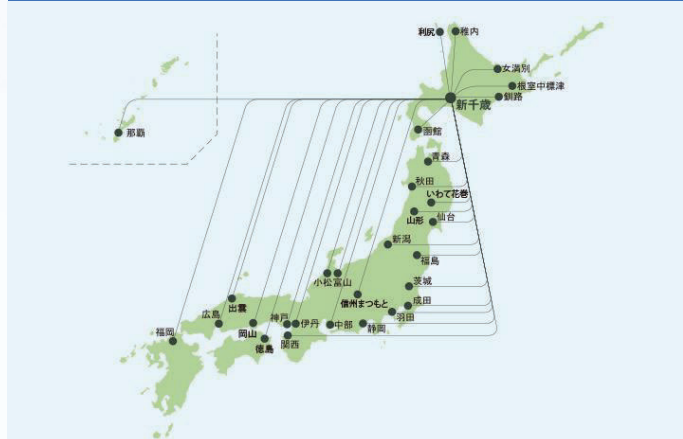 利尻
稚内
女満別
根室中標津
釧路
新千歳
函館
那覇
青森
秋田
いわて花巻
山形
仙台
新潟
福島
小松
富山
信州まつもと
茨城
成田
羽田
静岡
中部
伊丹
神戸
関西
徳島
岡山
出雲
広島
福岡